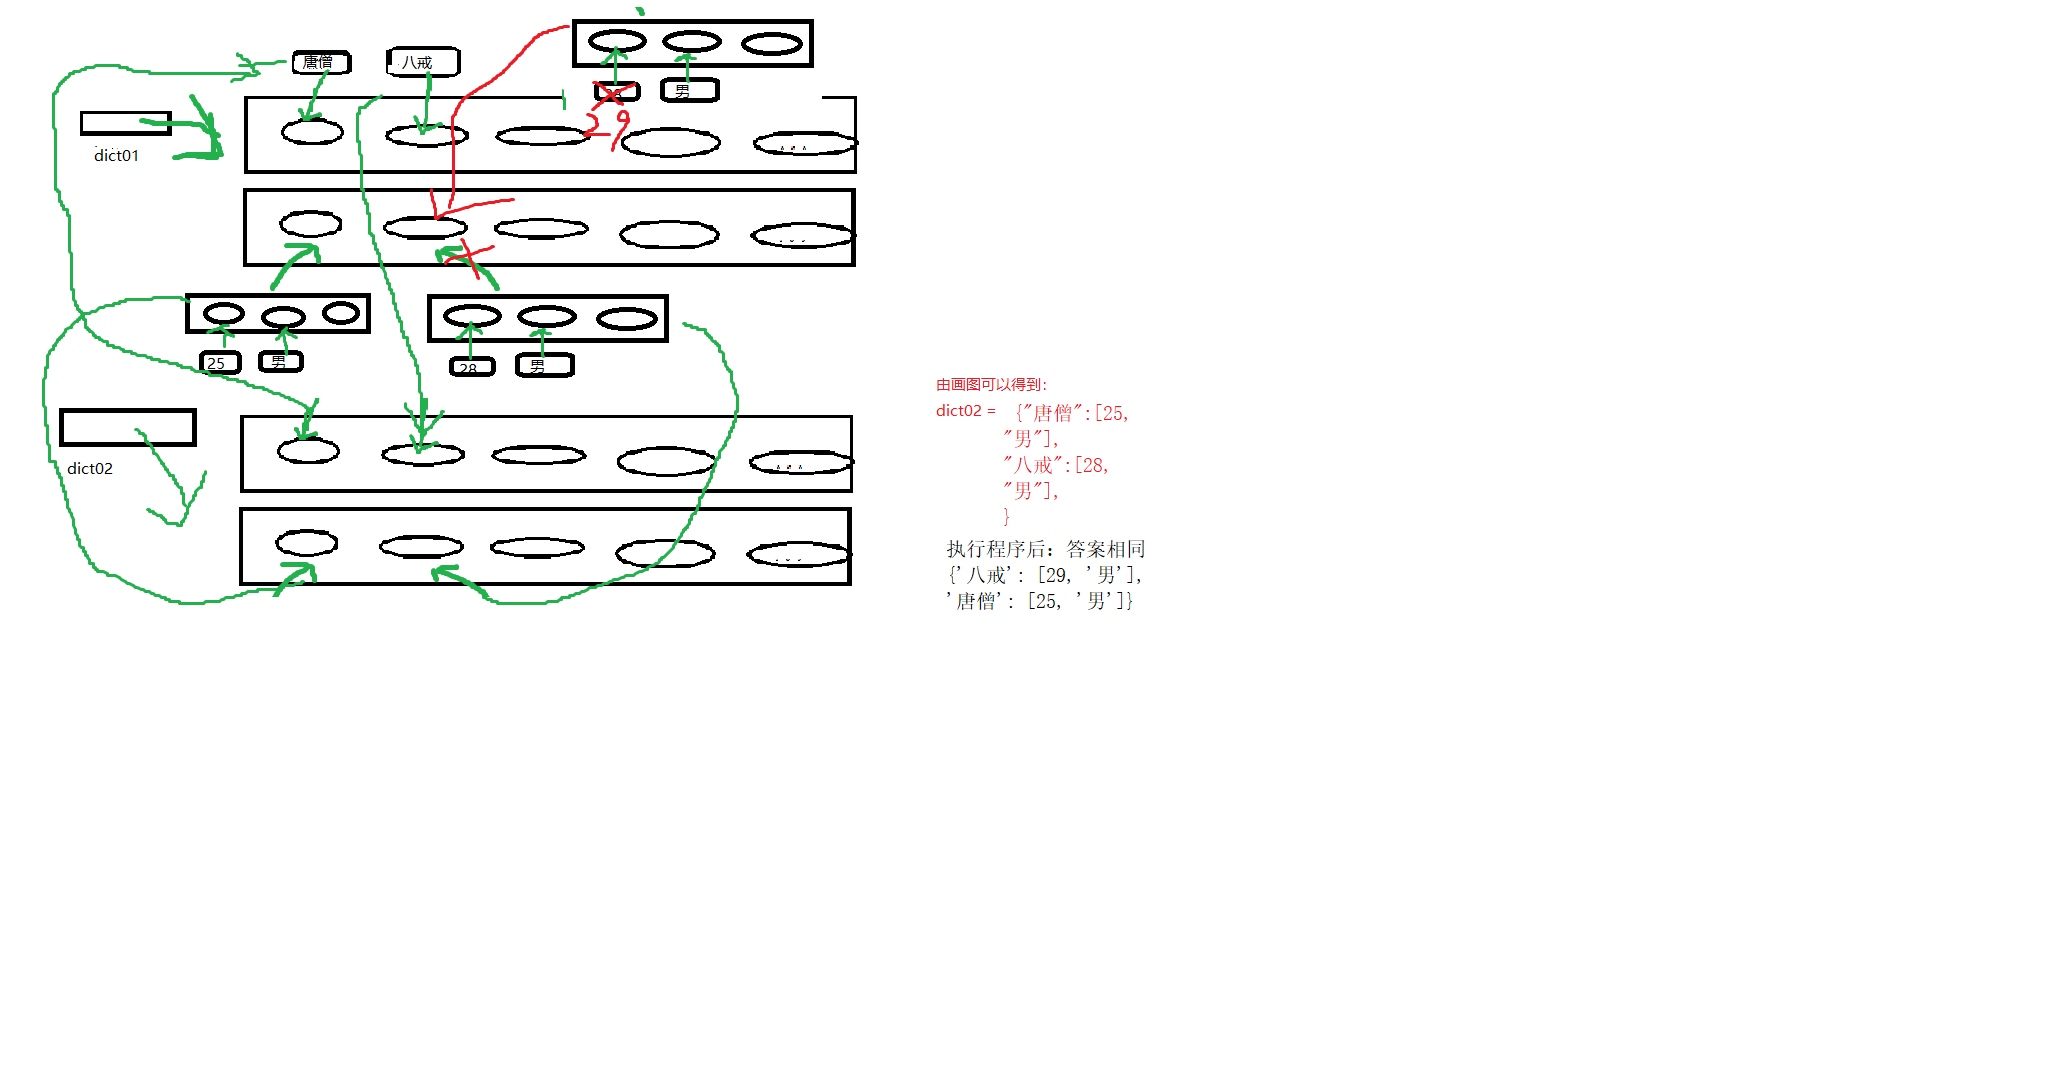 唐僧
八戒
男
29
dict01
25
男
28
男
dict02
由画图可以得到：
dict02 = {"唐僧":[25,
"男"],
"八戒":[28,
"男"],
}
执行程序后：答案相同
{'八戒': [29, '男'],
'唐僧': [25, '男']}